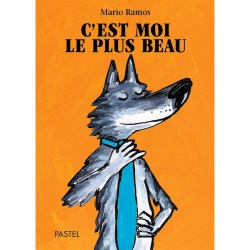 Mario Ramos
C'EST MOI
LE PLUS BEAU
PASTEL